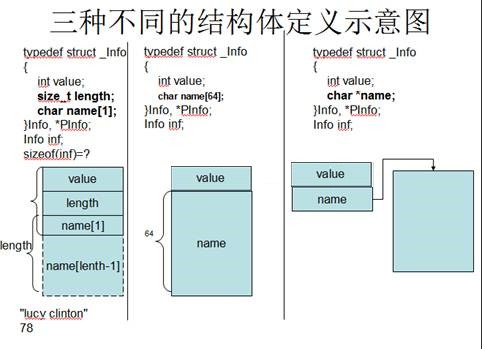 三种不同的结构体定义示意图
typedef struct _Info
{
int value;
size_t length;
char name[1];
}Info, *PInfo;
Info inf;
sizeof(inf)=?
value
length
name[1]
length
name[lenth-1]
"lucy clinton"
78
typedef struct _Info
{
int value;
char name[64];
}Info, *PInfo;
Info inf;
value
64
name
typedef struct _Info
{
int value;
char *name;
}Info, *PInfo;
Info inf;
value
name